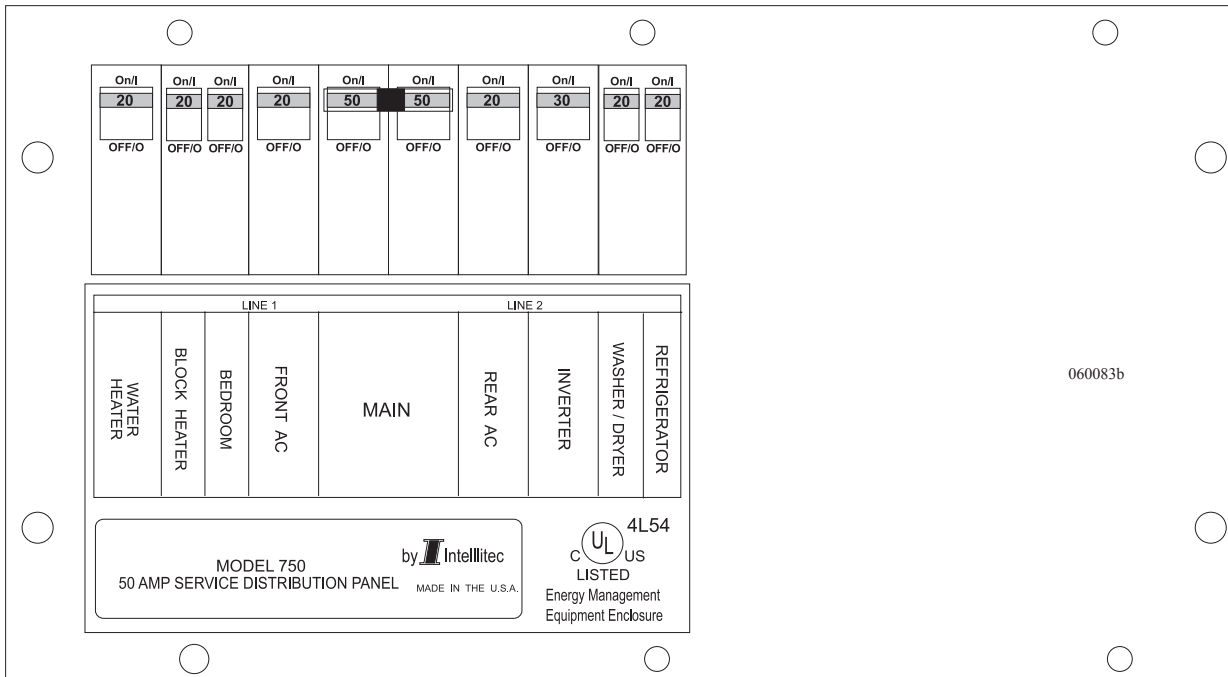 On/I On/I On/I On/I On/I On/I On/I On/I On/I On/I
20 20 20 20 50 50 20 30 20 20
OFF/O OFF/O OFF/O OFF/O OFF/O OFF/O OFF/O OFF/O OFF/O OFF/O
LINE 1 LINE 2
WATER
HEATER
BLOCK HEATER
BEDROOM
FRONT AC
MAIN
REAR AC
INVERTER
WASHER / DRYER
REFRIGERATOR
060083b
MODEL 750
50 AMP SERVICE DISTRIBUTION PANEL
by Intelllitec
MADE IN THE U.S.A.
4L54
C UL US
LISTED
Energy Management
Equipment Enclosure